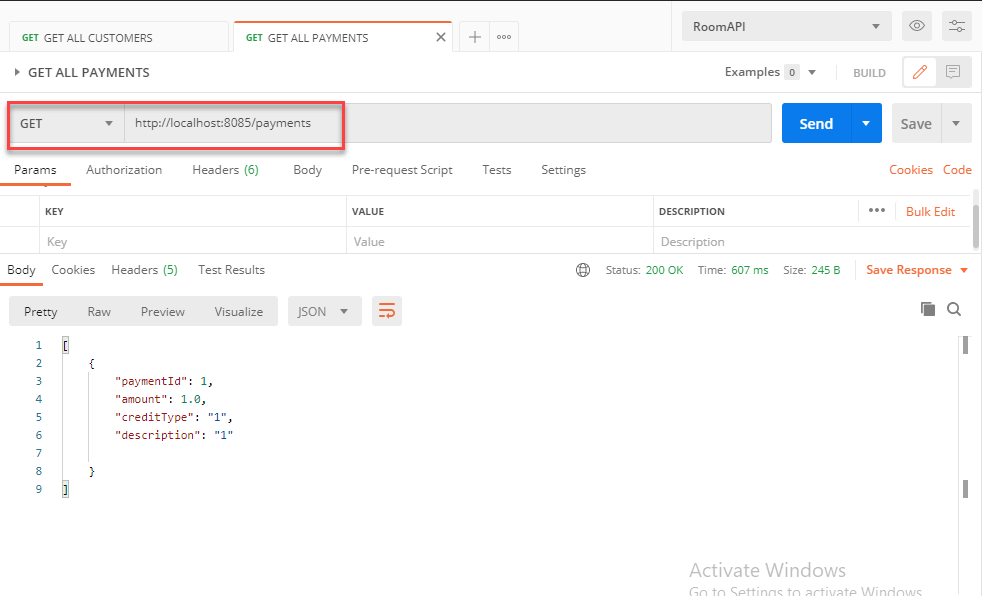 GET GET ALL CUSTOMERS
GET GET ALL PAYMENTS
RoomAPI
GET ALL PAYMENTS
Examples 0
BUILD
GET
http://localhost:8085/payments
Send
Save
Params Authorization Headers (6) Body Pre-request Script Tests Settings
Cookies Code
KEY VALUE DESCRIPTION
Bulk Edit
Key Value Description
Body Cookies Headers (5) Test Results
Status: 200 OK Time: 607 ms Size: 245 B
Save Response
Pretty Raw Preview Visualize
JSON
1 [
2 {
3 "paymentId": 1,
4 "amount": 1.0,
5 "creditType": "1",
6 "description": "1"
7
8 }
9 ]
Activate Windows
Go to Settings to activate Windows.